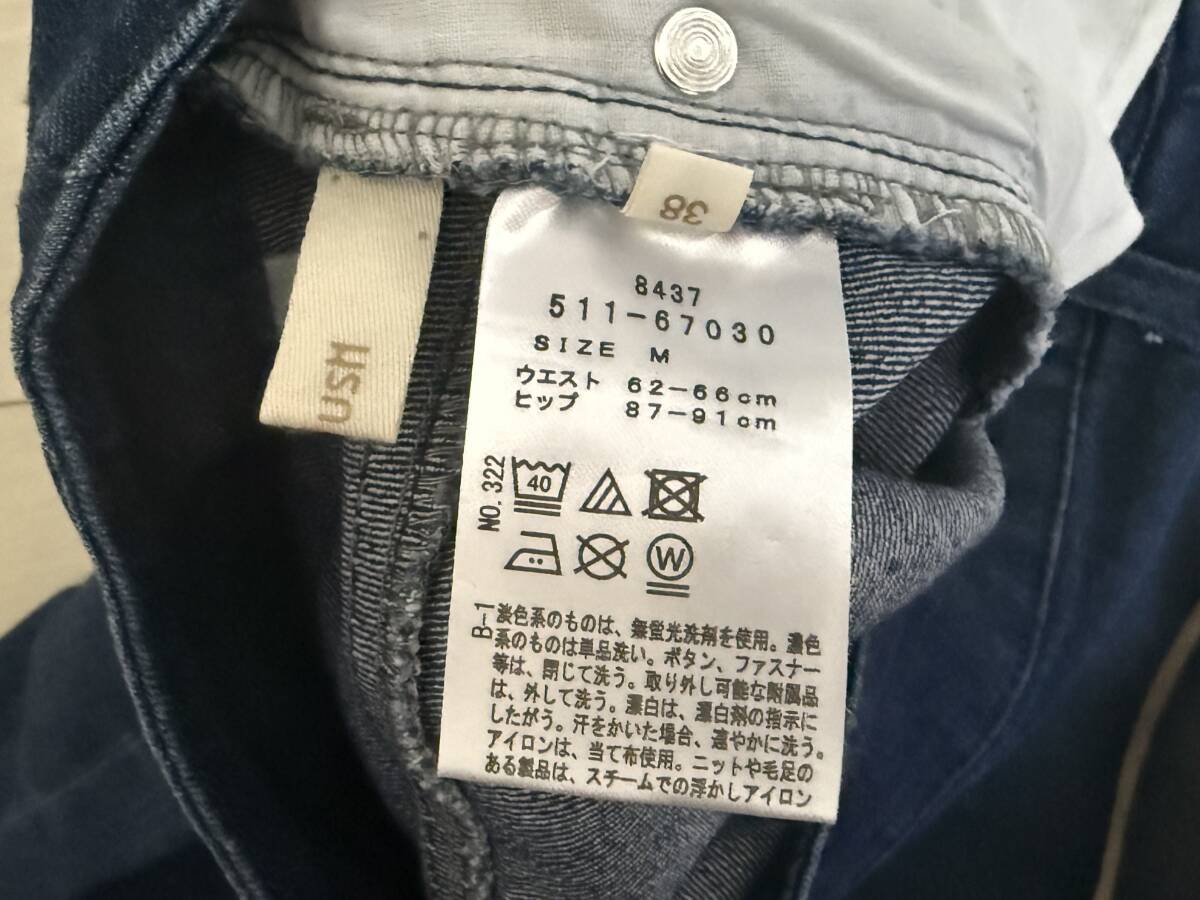 38
USM
8437
511-67030
SIZE M
ウエスト 62-66cm
ヒップ 87-91cm
NO.322
40
W
B-1
淡色系のものは、無蛍光洗剤を使用。濃色
系のものは単品洗い。ボタン、ファスナー
等は、閉じて洗う。取り外し可能な附属品
は、外して洗う。漂白は、漂白剤の指示に
したがう。汗をかいた場合、速やかに洗う。
アイロンは、当て布使用。ニットや毛足の
ある製品は、スチームでの浮かしアイロン